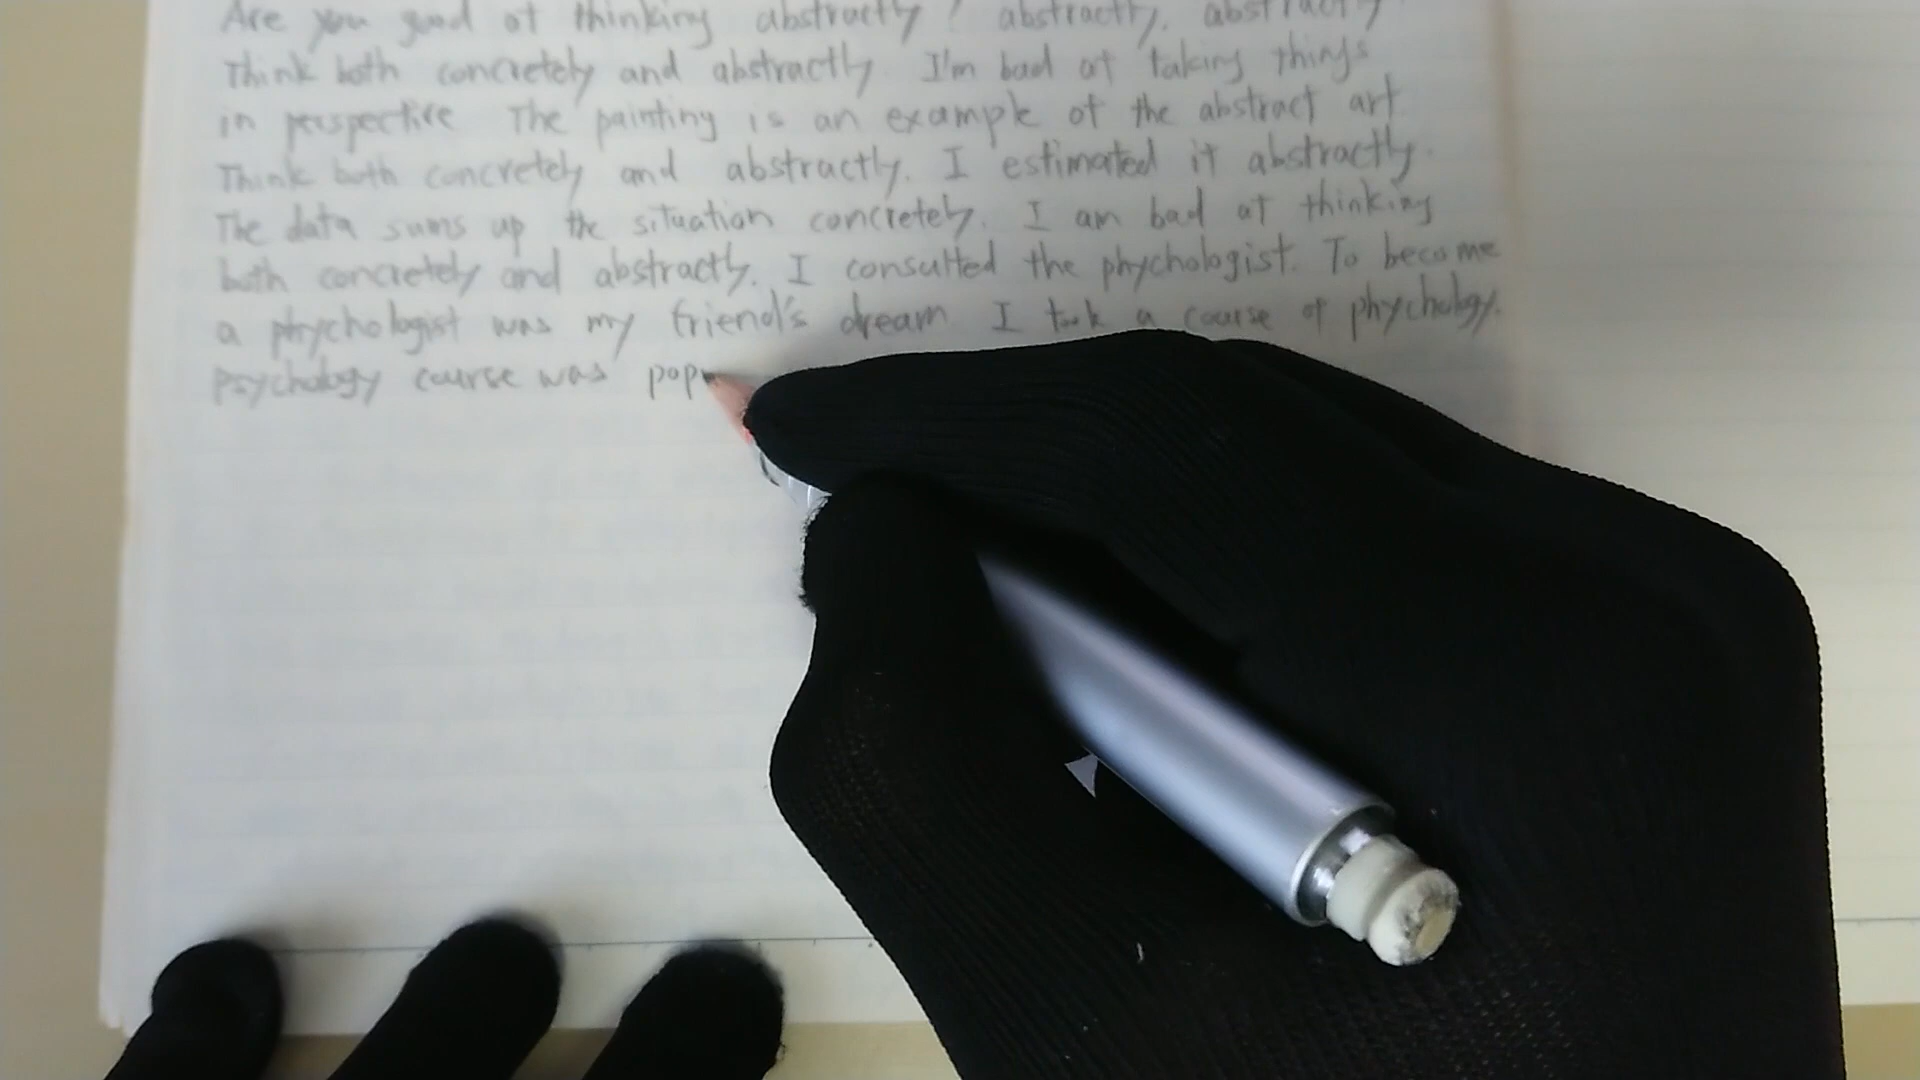 Are you good at thinking abstractly? abstractly. abstractly
Think both concretely and abstractly. I'm bad at taking things
in perspective The painting is an example of the abstract art.
Think both concretely and abstractly. I estimated it abstractly.
The data sums up the situation concretely. I am bad at thinking
both concretely and abstractly. I consulted the phychologist. To become
a phychologist was my friend's dream I took a course of phychology.
Psychology course was pop